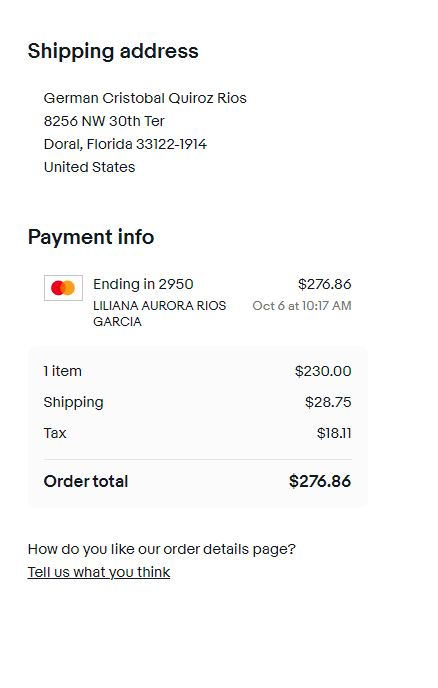 Shipping address
German Cristobal Quiroz Rios
8256 NW 30th Ter
Doral, Florida 33122-1914
United States
Payment info
Ending in 2950 $276.86
LILIANA AURORA RIOS Oct 6 at 10:17 AM
GARCIA
1 item $230.00
Shipping $28.75
Tax $18.11
Order total $276.86
How do you like our order details page?
Tell us what you think